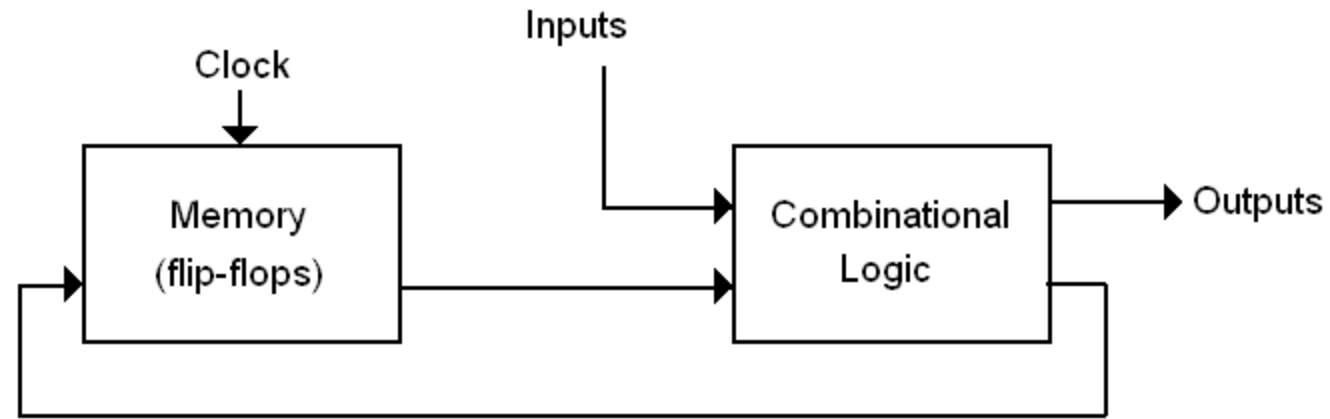 Inputs
Clock
Memory
(flip-flops)
Combinational
Logic
Outputs